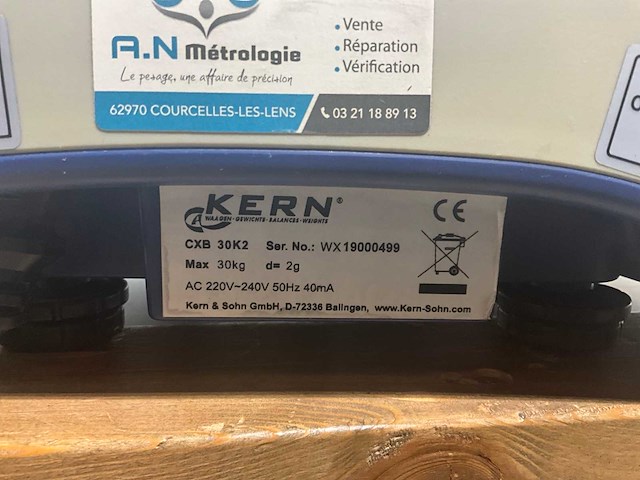 A.N Métrologie
Le pesage, une affaire de précision
• Vente
• Réparation
• Vérification
62970 COURCELLES-LES-LENS
03 21 18 89 13
KERN®
WAAGEN·GEWICHTE·BALANCES·WEIGHTS
CE
CXB 30K2 Ser. No.: WX19000499
Max 30kg d= 2g
AC 220V~240V 50Hz 40mA
Kern & Sohn GmbH, D-72336 Balingen, www.Kern-Sohn.com